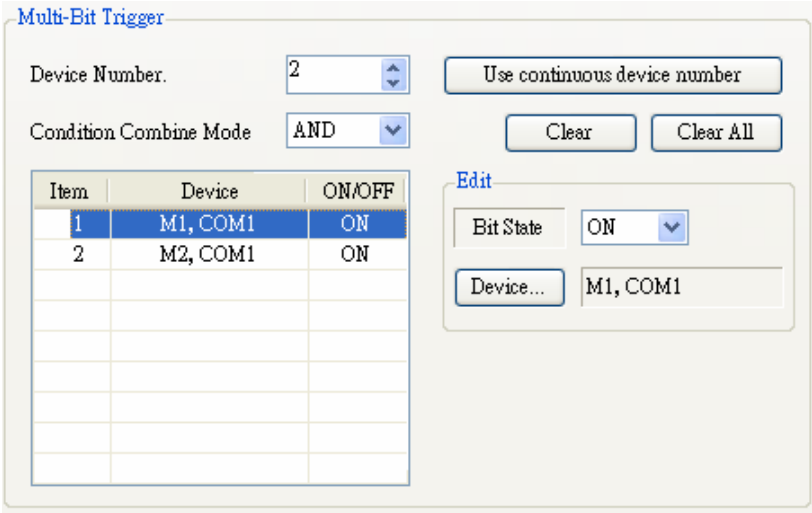 Multi-Bit Trigger
Device Number. 2 Use continuous device number
Condition Combine Mode AND Clear Clear All
Item Device ON/OFF
1 M1, COM1 ON
2 M2, COM1 ON
Edit
Bit State ON
Device... M1, COM1